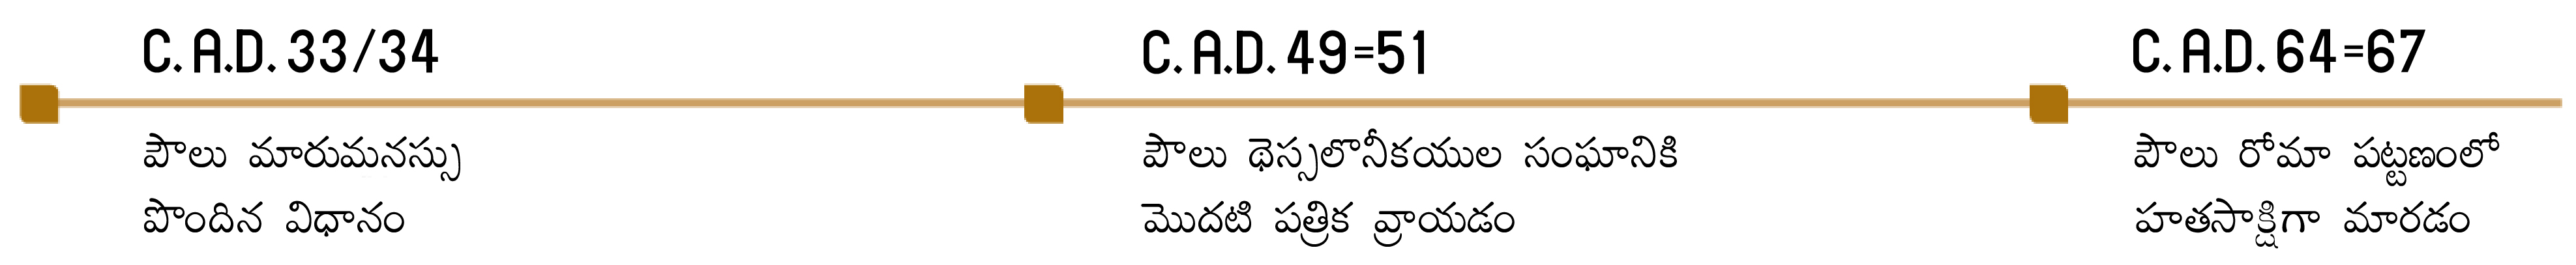 C. A.D. 33/34
పౌలు మారుమనస్సు
పొందిన విధానం
C. A.D. 49=51
పౌలు థెస్సలొనీకయుల సంఘానికి
మొదటి పత్రిక వ్రాయడం
C. A.D. 64=67
పౌలు రోమా పట్టణంలో
హతసాక్షిగా మారడం